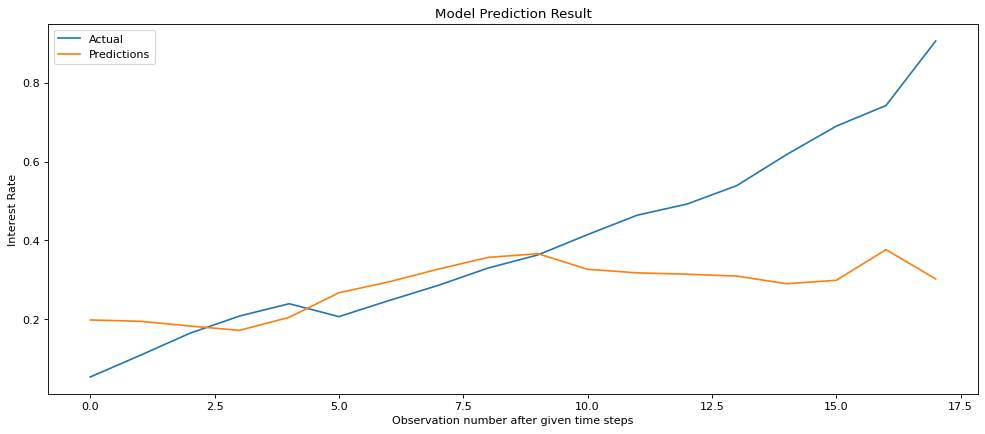 Model Prediction Result
Actual
Predictions
0.8
0.6
0.4
0.2
Interest Rate
0.0 2.5 5.0 7.5 10.0 12.5 15.0 17.5
Observation number after given time steps